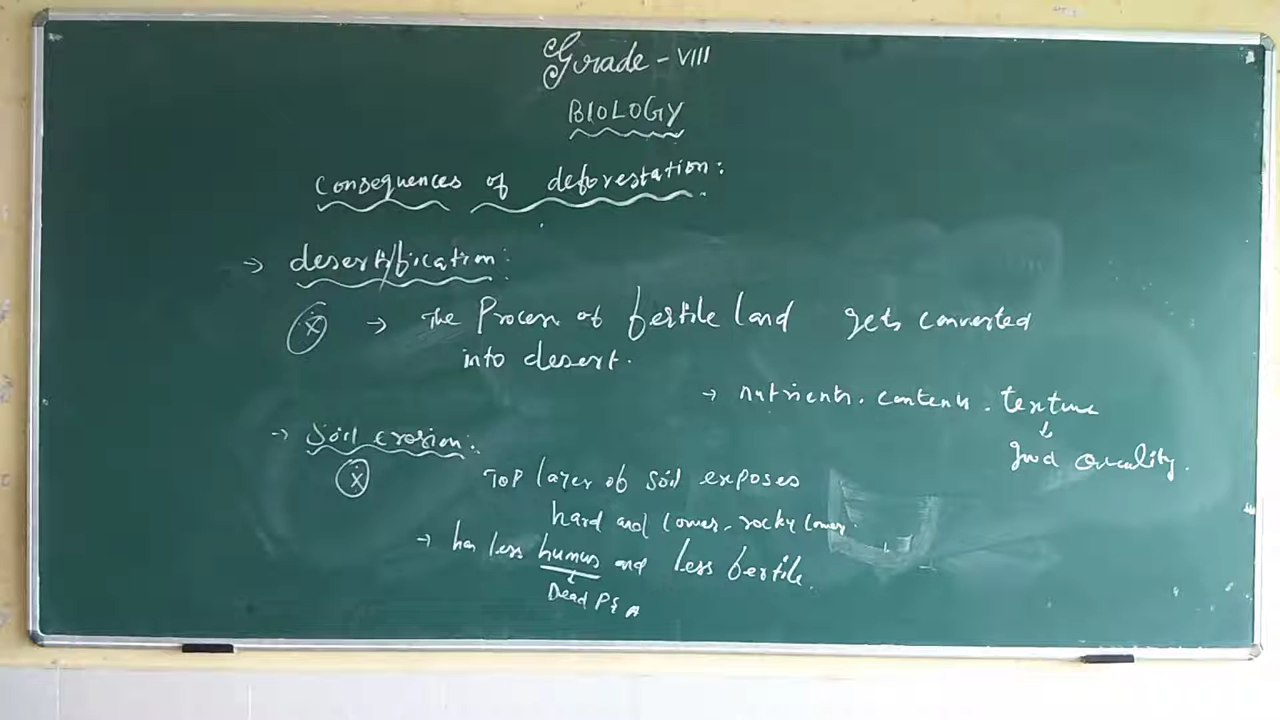 Grade - VIII
BIOLOGY
Consequences of deforestation:
→ desertification:
(x) → The Process of fertile land gets converted
into desert.
→ nutrients. contents. texture
↓
good quality.
→ Soil erosion:
(x)
TOP layer of soil exposes
hard and lower, rocky lower.
→ has less humus and less fertile.
↓
Dead P & A